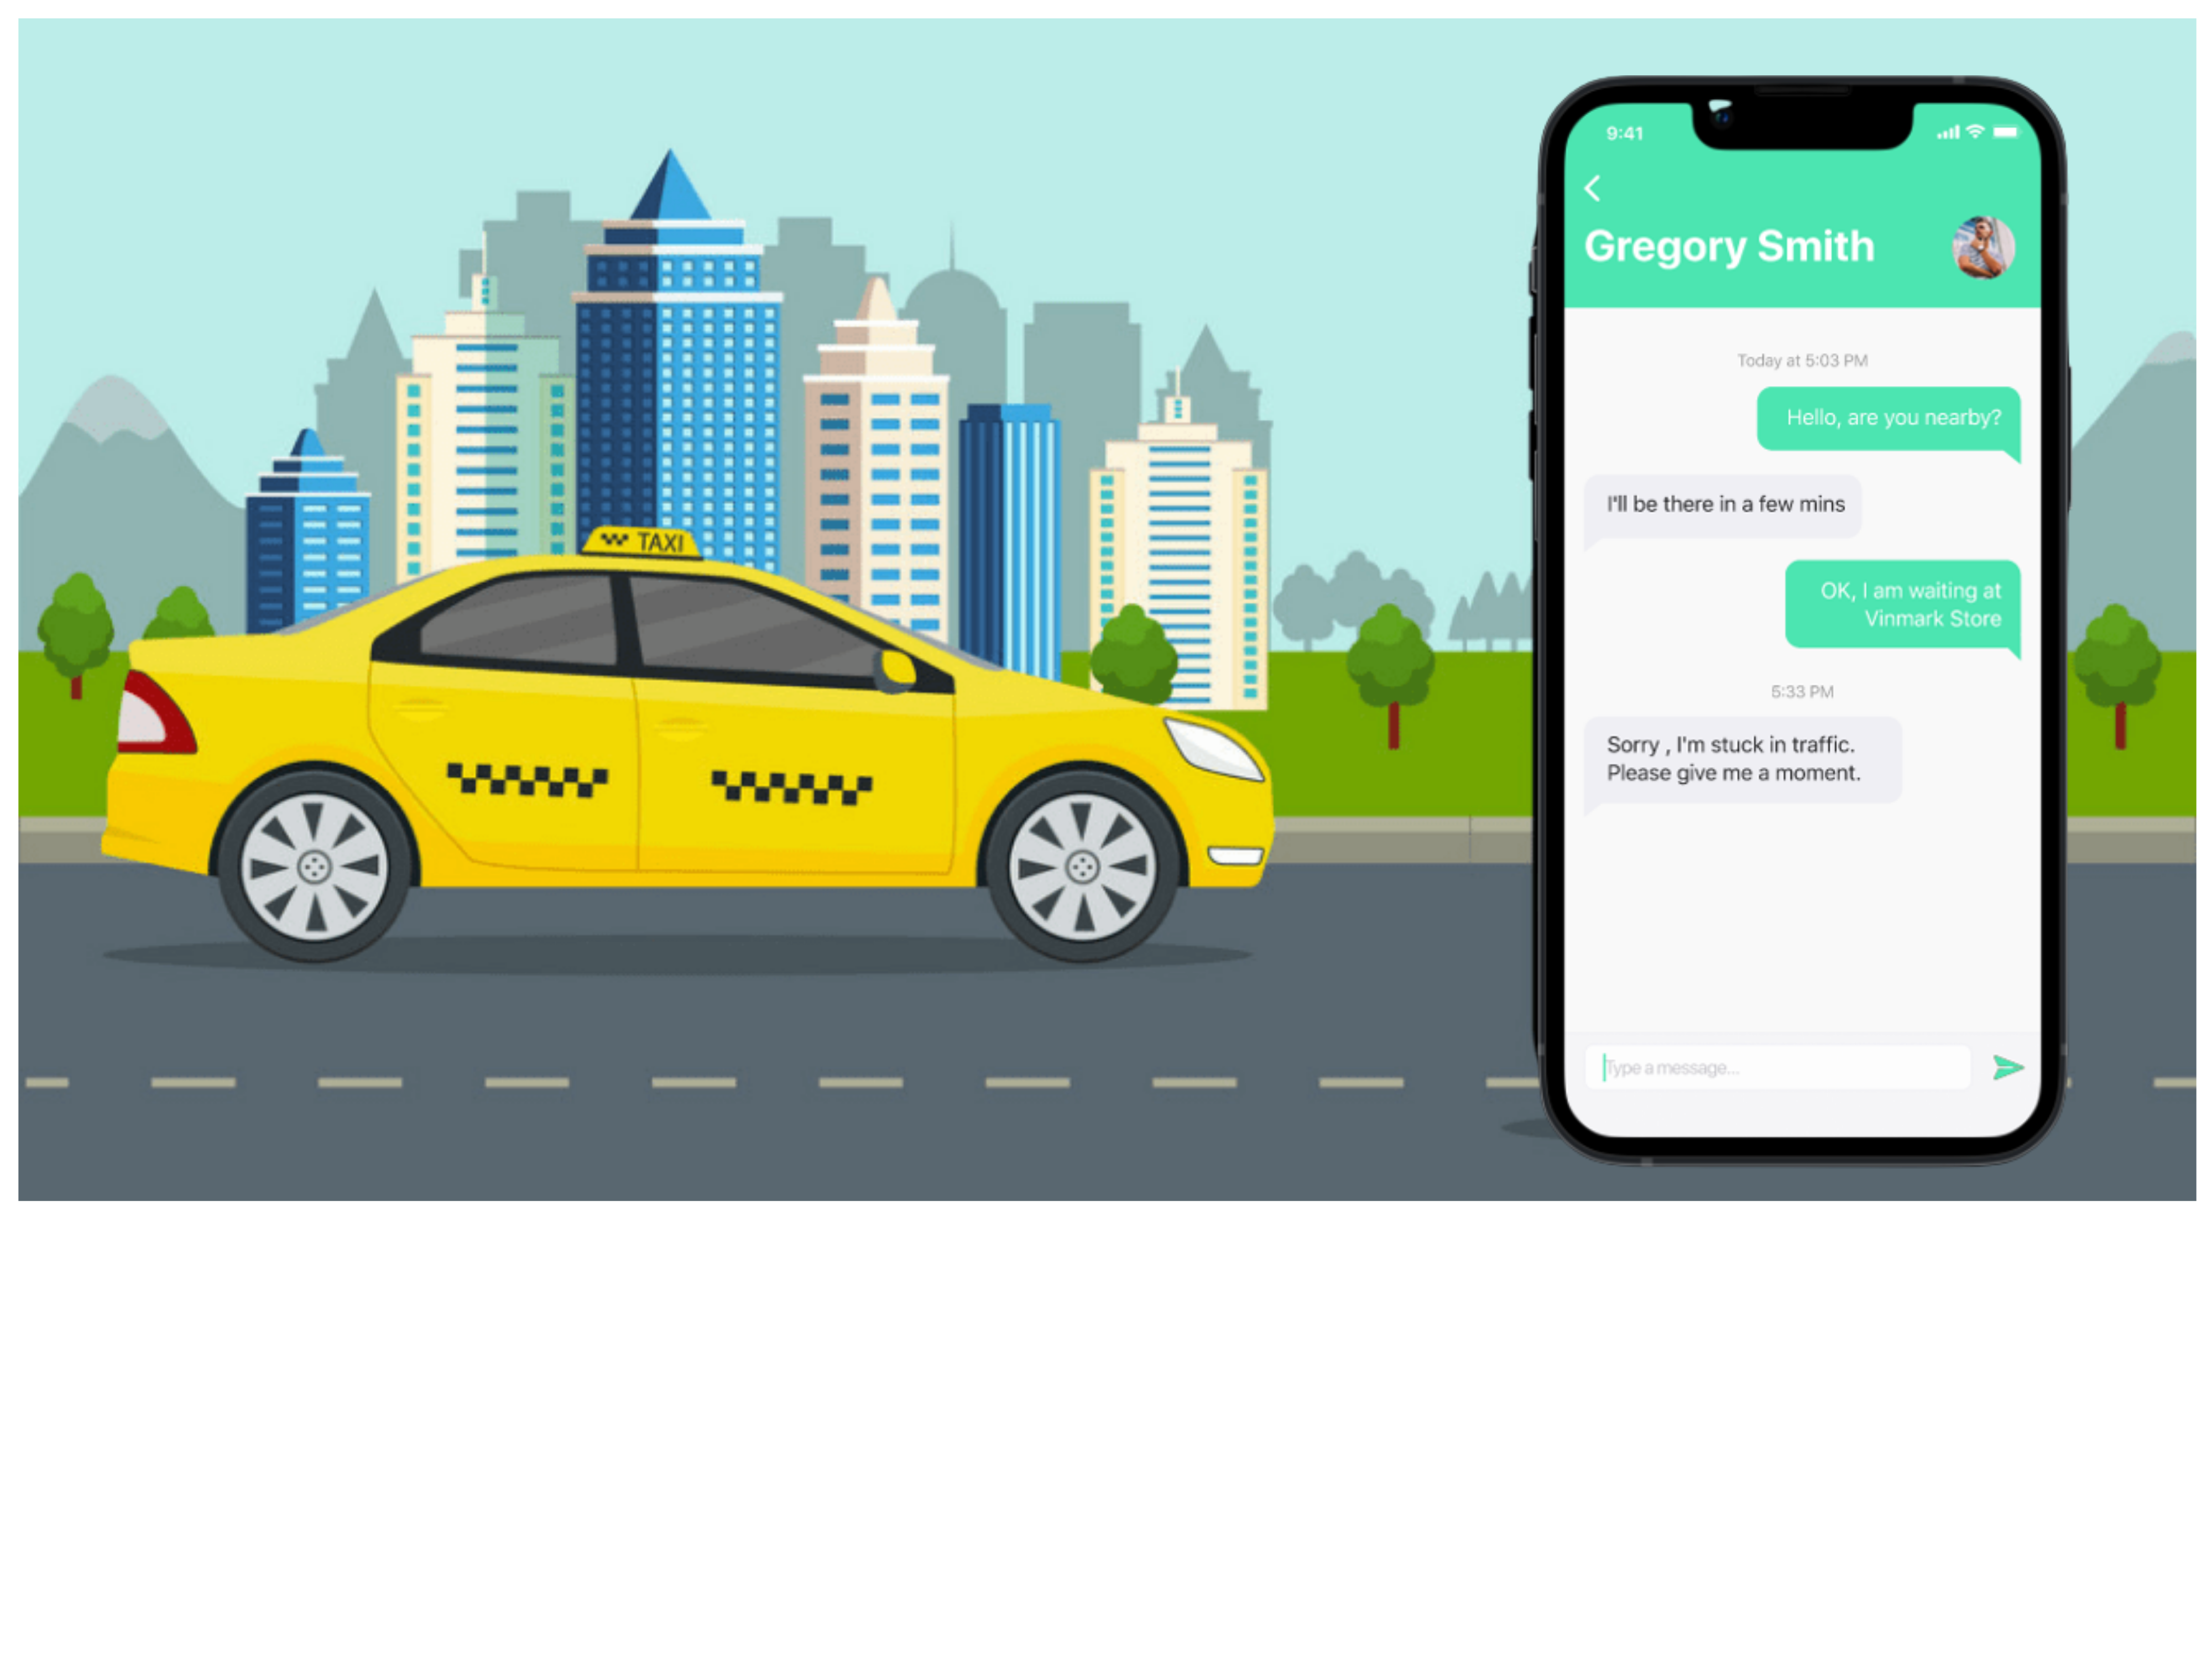 TAXI
9:41
Gregory Smith
Today at 5:03 PM
Hello, are you nearby?
I'll be there in a few mins
OK, I am waiting at
Vinmark Store
5:33 PM
Sorry , I'm stuck in traffic.
Please give me a moment.
Type a message...